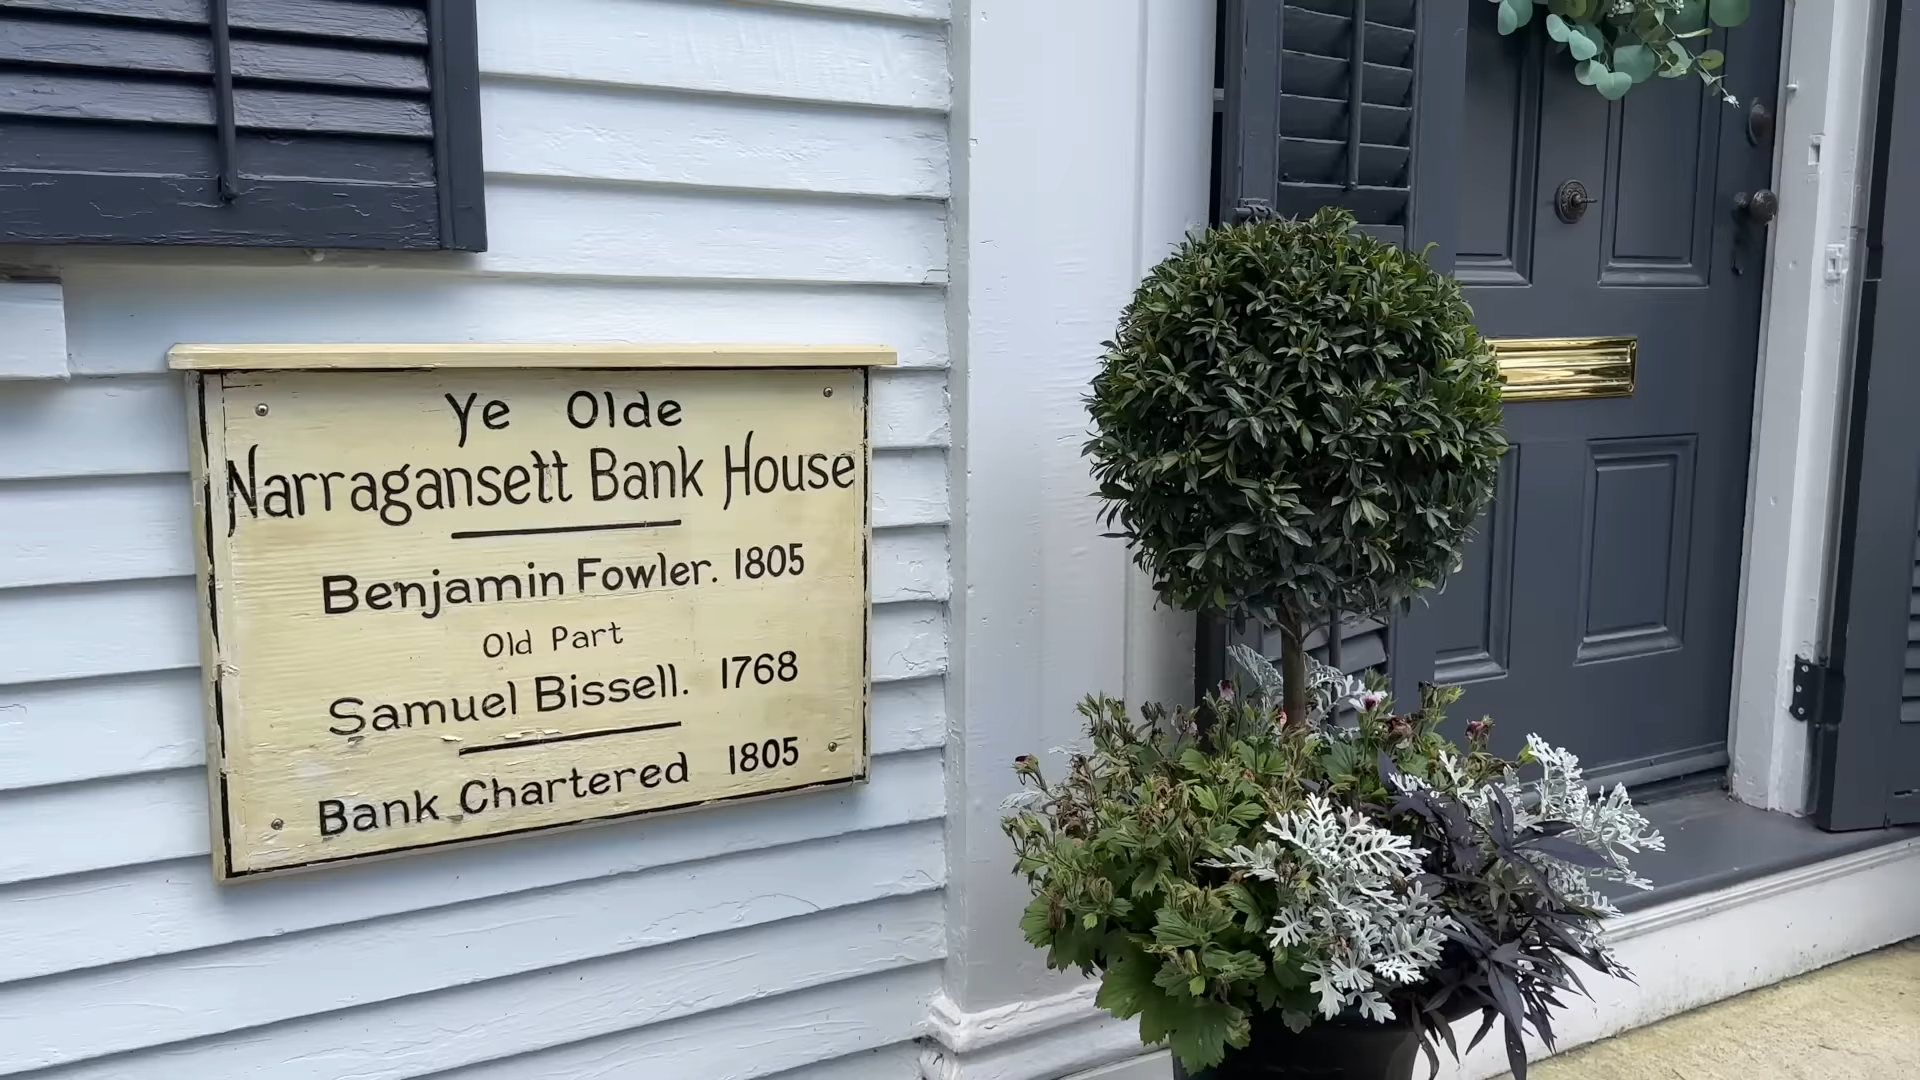 Ye Olde
Narragansett Bank House
Benjamin Fowler. 1805
Old Part
Samuel Bissell. 1768
Bank Chartered 1805